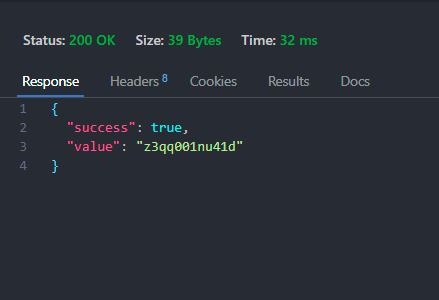 Status: 200 OK Size: 39 Bytes Time: 32 ms
Response Headers 8 Cookies Results Docs
1 {
2 "success": true,
3 "value": "z3qq001nu41d"
4 }